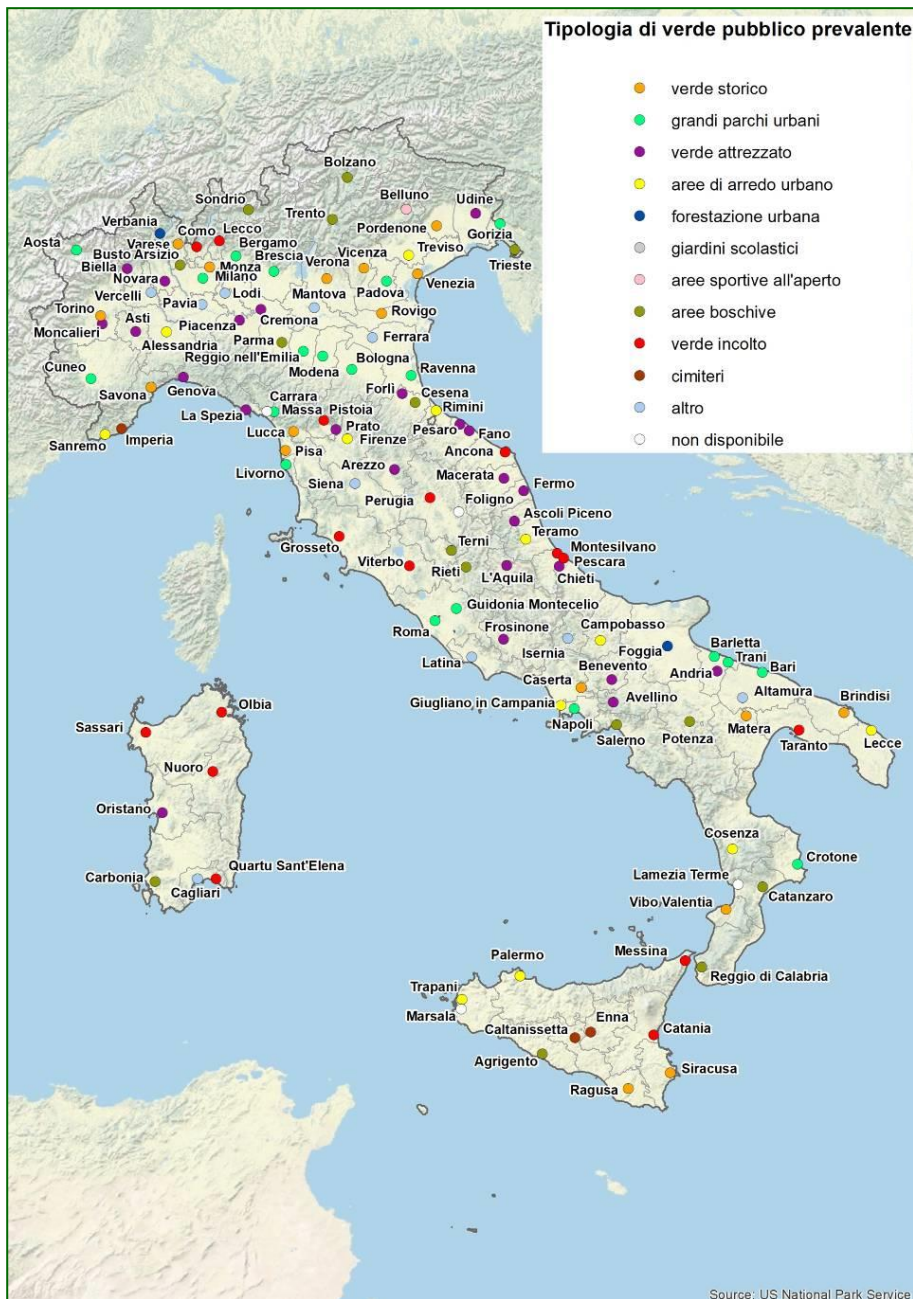 Tipologia di verde pubblico prevalente
verde storico
grandi parchi urbani
verde attrezzato
aree di arredo urbano
forestazione urbana
giardini scolastici
aree sportive all'aperto
aree boschive
verde incolto
cimiteri
altro
non disponibile
Bolzano
Sondrio
Belluno
Udine
Trento
Verbania
Como
Lecco
Pordenone
Aosta
Varese
Bergamo
Vicenza
Treviso
Gorizia
Busto Arsizio
Brescia
Verona
Trieste
Biella
Monza
Novara
Milano
Venezia
Vercelli
Lodi
Mantova
Padova
Torino
Pavia
Rovigo
Asti
Piacenza
Cremona
Moncalieri
Ferrara
Alessandria
Parma
Reggio nell'Emilia
Bologna
Cuneo
Modena
Ravenna
Savona
Genova
Carrara
Forlì
Cesena
La Spezia
Massa
Pistoia
Rimini
Prato
Sanremo
Imperia
Lucca
Firenze
Pesaro
Fano
Pisa
Ancona
Livorno
Arezzo
Macerata
Siena
Fermo
Perugia
Foligno
Ascoli Piceno
Teramo
Grosseto
Terni
Montesilvano
Viterbo
Pescara
Rieti
L'Aquila
Chieti
Guidonia Montecelio
Roma
Frosinone
Campobasso
Barletta
Isernia
Foggia
Trani
Latina
Benevento
Bari
Caserta
Andria
Avellino
Altamura
Brindisi
Giugliano in Campania
Olbia
Napoli
Matera
Sassari
Salerno
Potenza
Taranto
Lecce
Nuoro
Oristano
Cosenza
Crotone
Quartu Sant'Elena
Carbonia
Lamezia Terme
Cagliari
Catanzaro
Vibo Valentia
Messina
Palermo
Reggio di Calabria
Trapani
Marsala
Enna
Caltanissetta
Catania
Agrigento
Siracusa
Ragusa
Source: US National Park Service